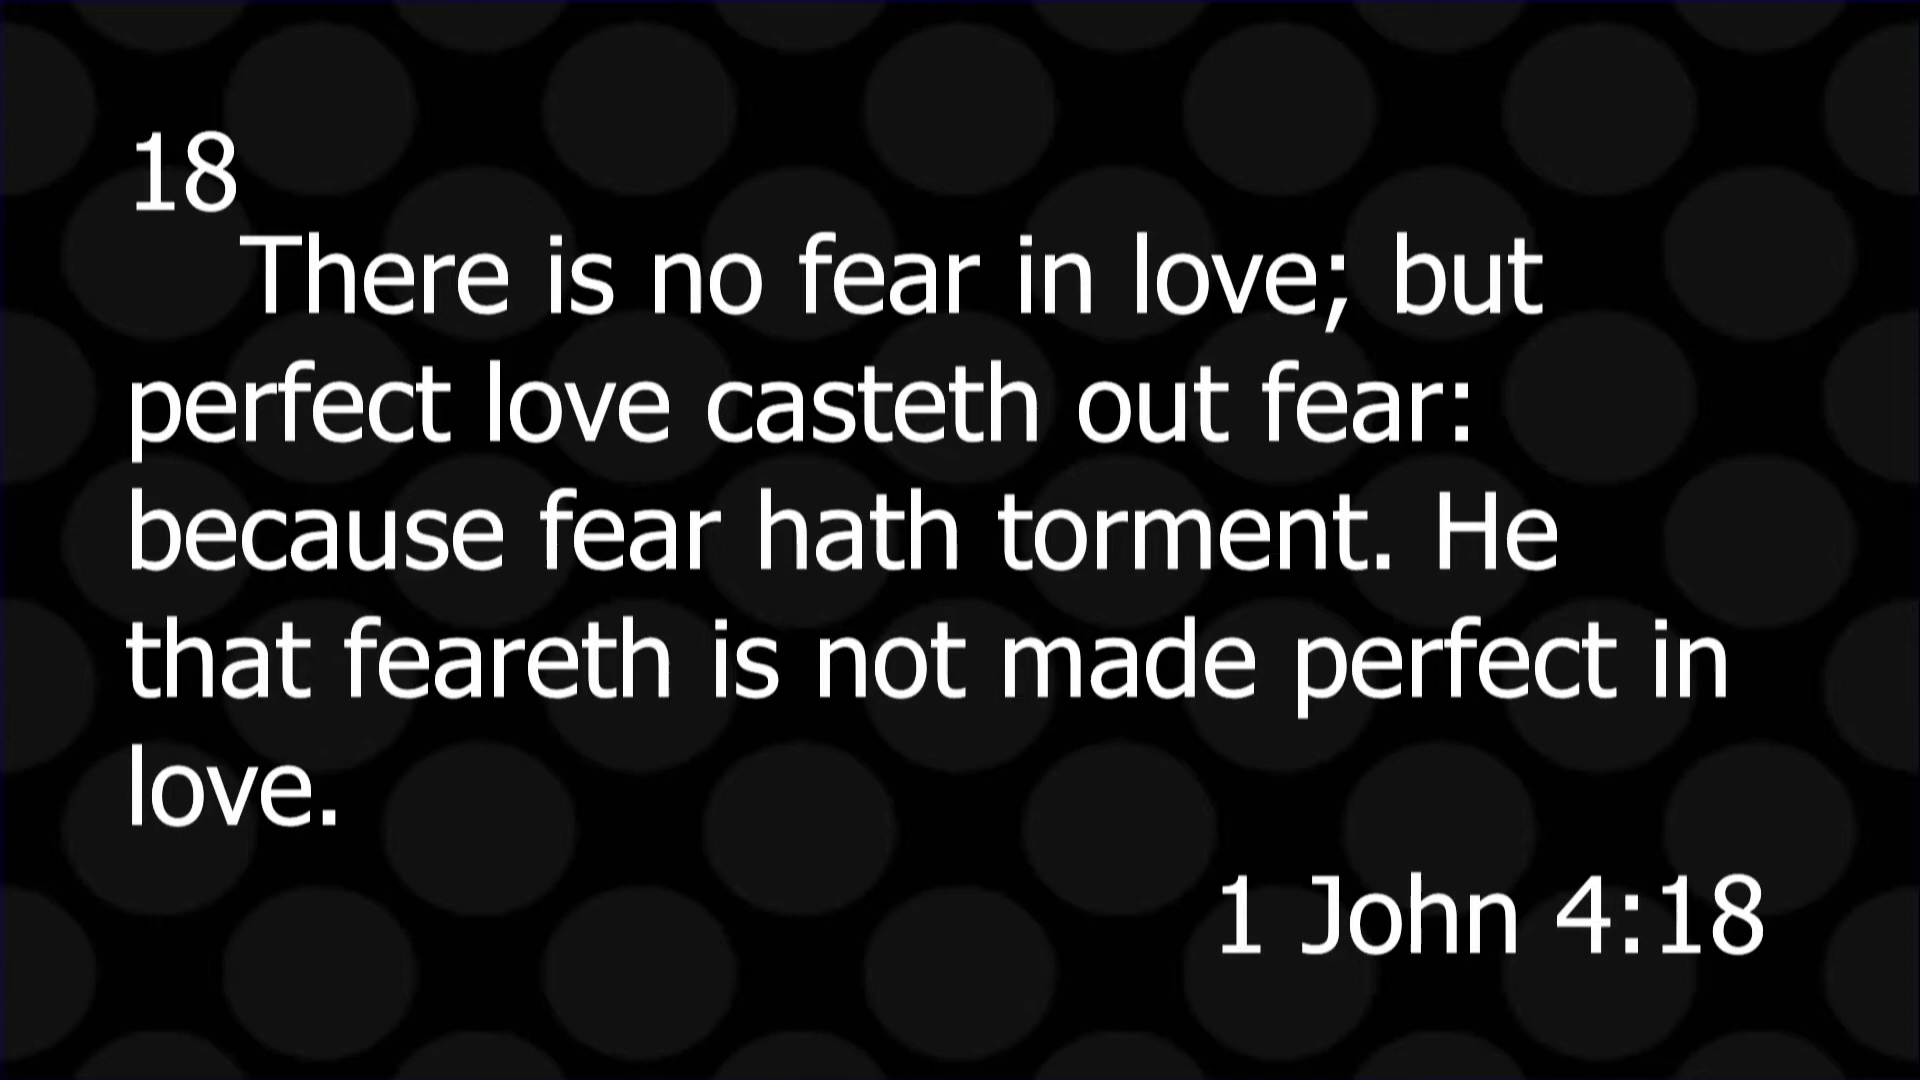 18
There is no fear in love; but
perfect love casteth out fear:
because fear hath torment. He
that feareth is not made perfect in
love.
1 John 4:18